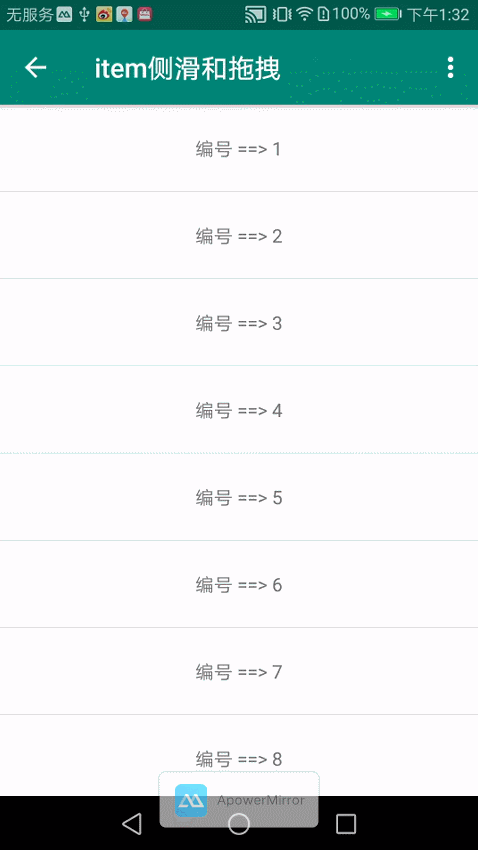 无服务 100% 下午1:32
item侧滑和拖拽
编号 ==> 1
编号 ==> 2
编号 ==> 3
编号 ==> 4
编号 ==> 5
编号 ==> 6
编号 ==> 7
编号 ==> 8
ApowerMirror